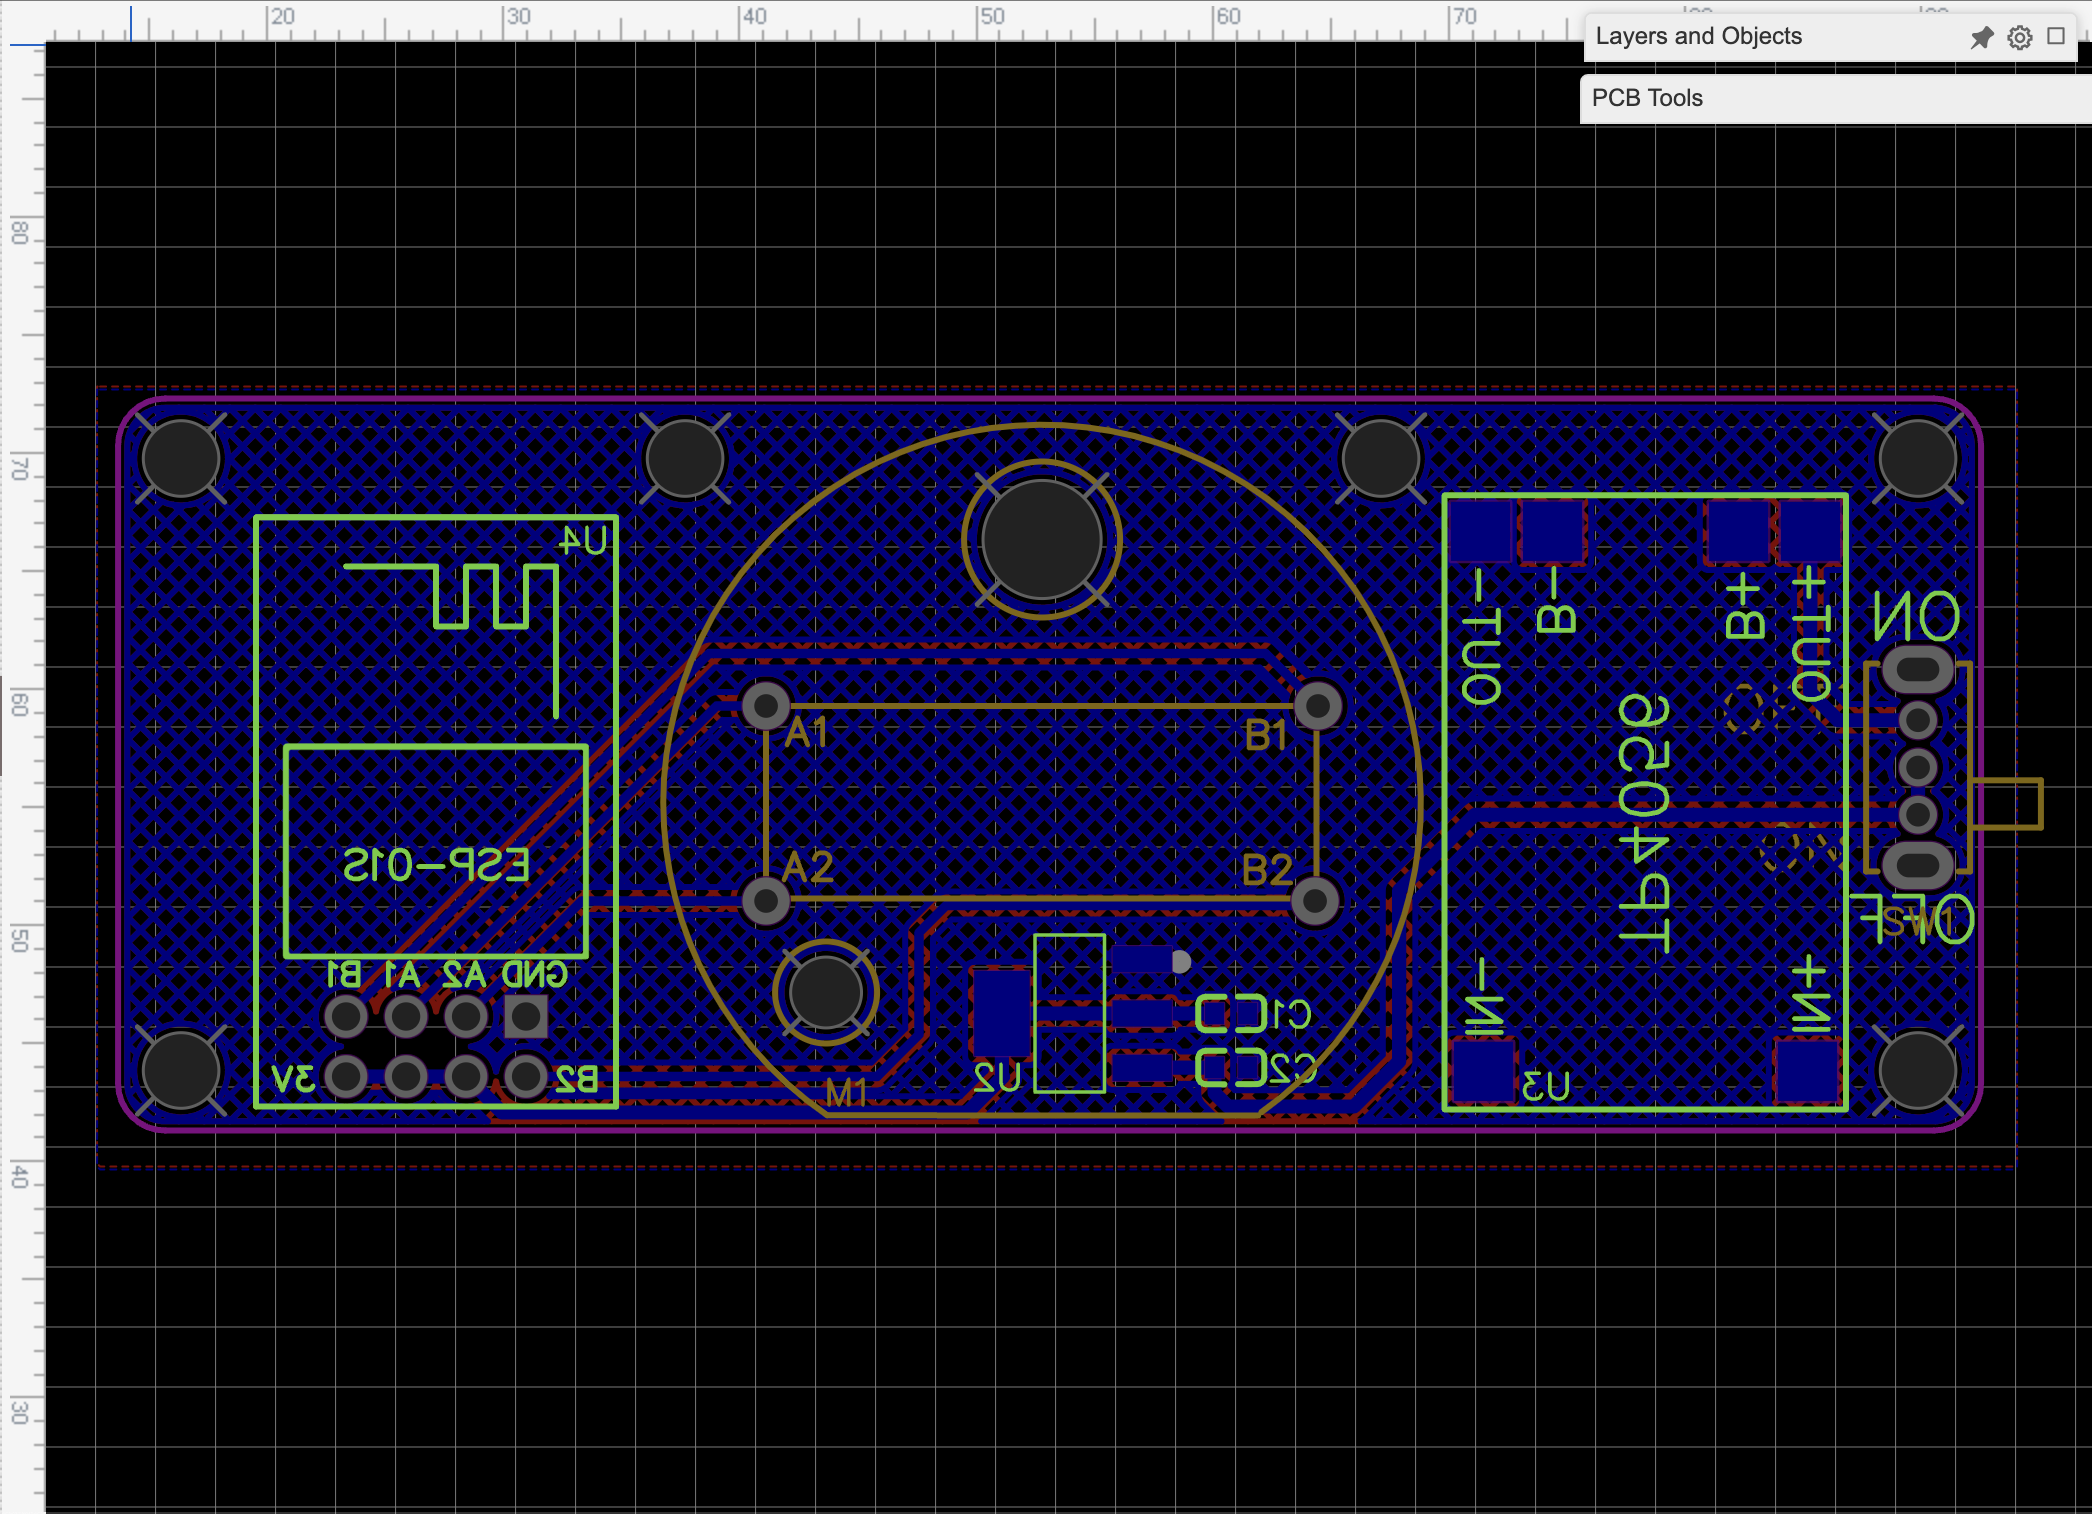 20 30 40 50 60 70
Layers and Objects
PCB Tools
80
70
60
50
40
30
U4
ESP-01S
B1 A1 A2 GND
3V B2
A1 B1
A2 B2
M1
U2
C1
C2
OUT- B- B+ OUT+
TP4056
IN- IN+
U3
ON
OFF
SW1